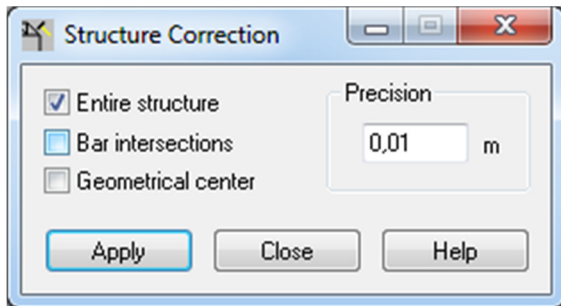 Structure Correction
Entire structure
Bar intersections
Geometrical center
Precision
0,01 m
Apply Close Help